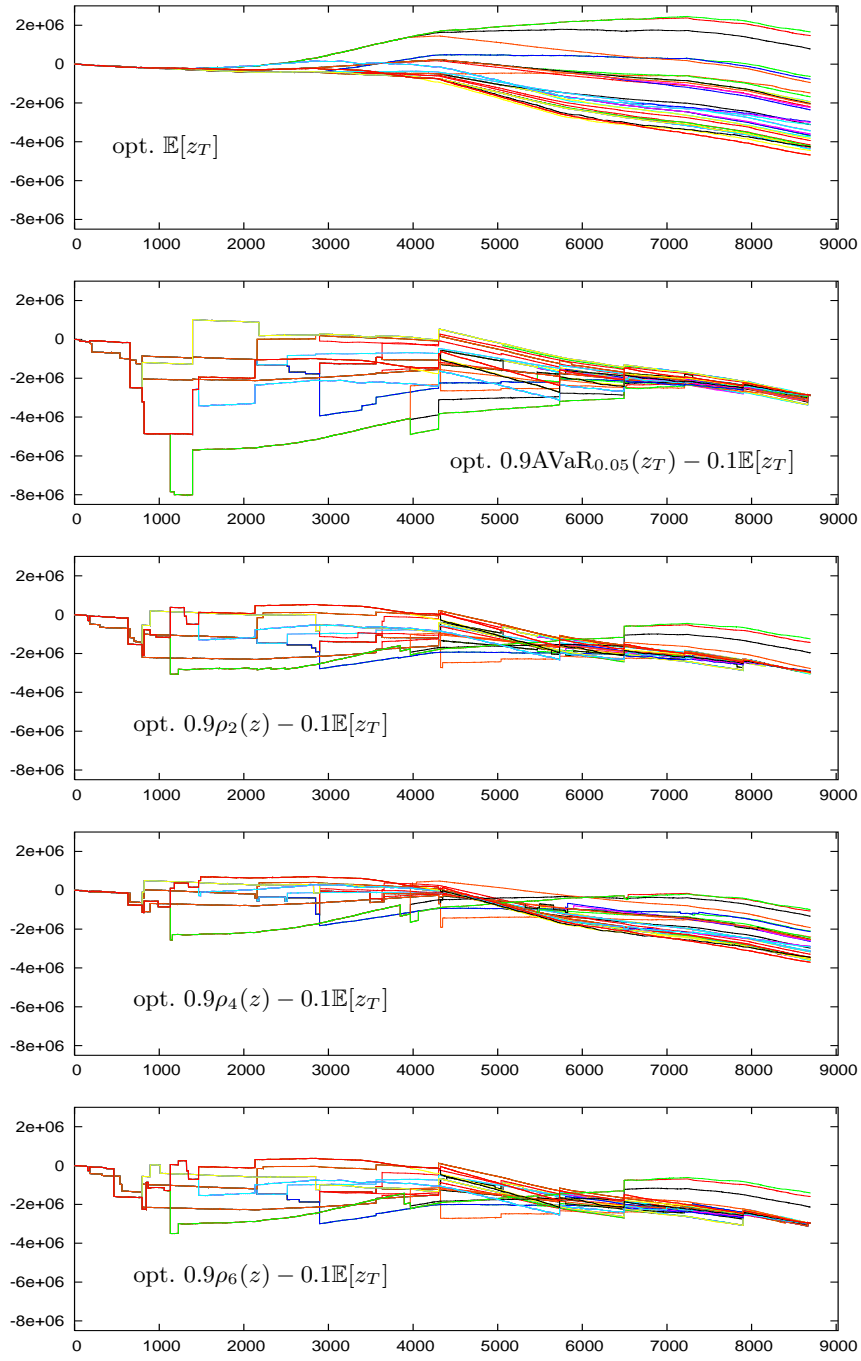 2e+06
0
-2e+06
-4e+06
-6e+06
-8e+06
0 1000 2000 3000 4000 5000 6000 7000 8000 9000
opt. 𝔼[z_T]
2e+06
0
-2e+06
-4e+06
-6e+06
-8e+06
0 1000 2000 3000 4000 5000 6000 7000 8000 9000
opt. 0.9AVaR_{0.05}(z_T) − 0.1𝔼[z_T]
2e+06
0
-2e+06
-4e+06
-6e+06
-8e+06
0 1000 2000 3000 4000 5000 6000 7000 8000 9000
opt. 0.9ρ_2(z) − 0.1𝔼[z_T]
2e+06
0
-2e+06
-4e+06
-6e+06
-8e+06
0 1000 2000 3000 4000 5000 6000 7000 8000 9000
opt. 0.9ρ_4(z) − 0.1𝔼[z_T]
2e+06
0
-2e+06
-4e+06
-6e+06
-8e+06
0 1000 2000 3000 4000 5000 6000 7000 8000 9000
opt. 0.9ρ_6(z) − 0.1𝔼[z_T]